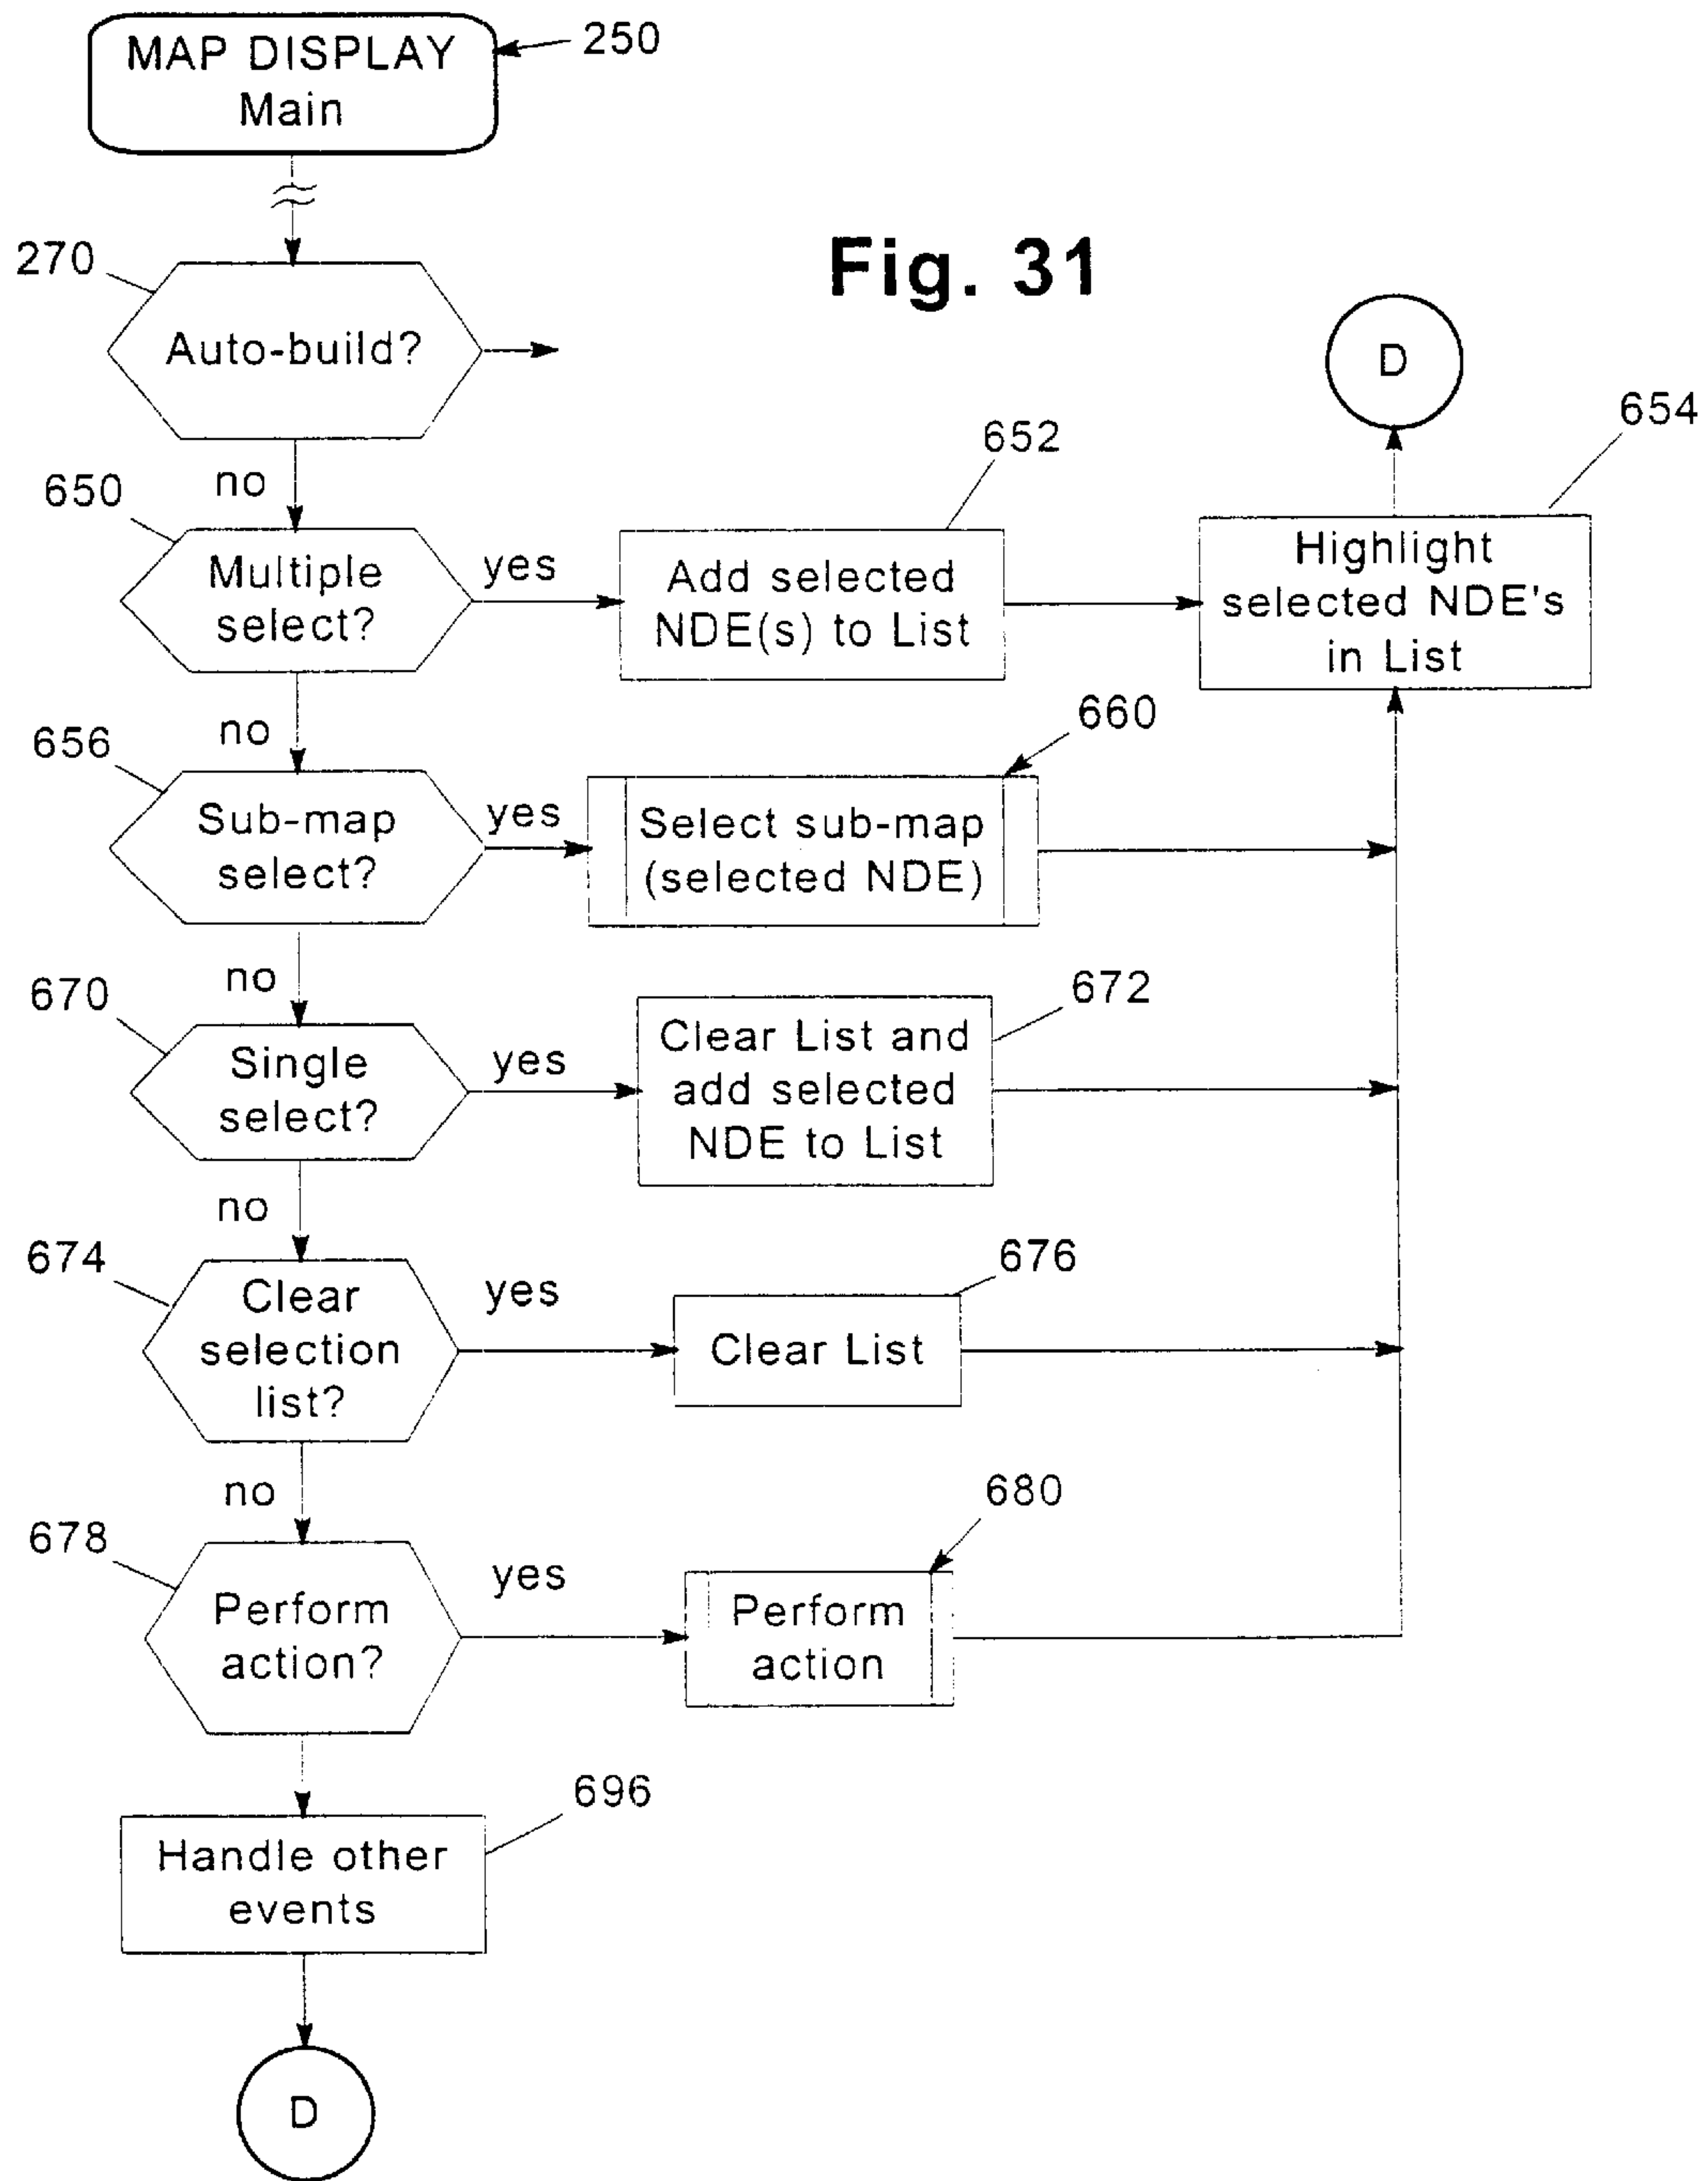 MAP DISPLAY
Main
250
Fig. 31
270
Auto-build?
D
654
no
650
Multiple
select?
yes
652
Add selected
NDE(s) to List
Highlight
selected NDE's
in List
no
656
Sub-map
select?
yes
660
Select sub-map
(selected NDE)
no
670
Single
select?
yes
672
Clear List and
add selected
NDE to List
no
674
Clear
selection
list?
yes
676
Clear List
no
678
Perform
action?
yes
680
Perform
action
696
Handle other
events
D